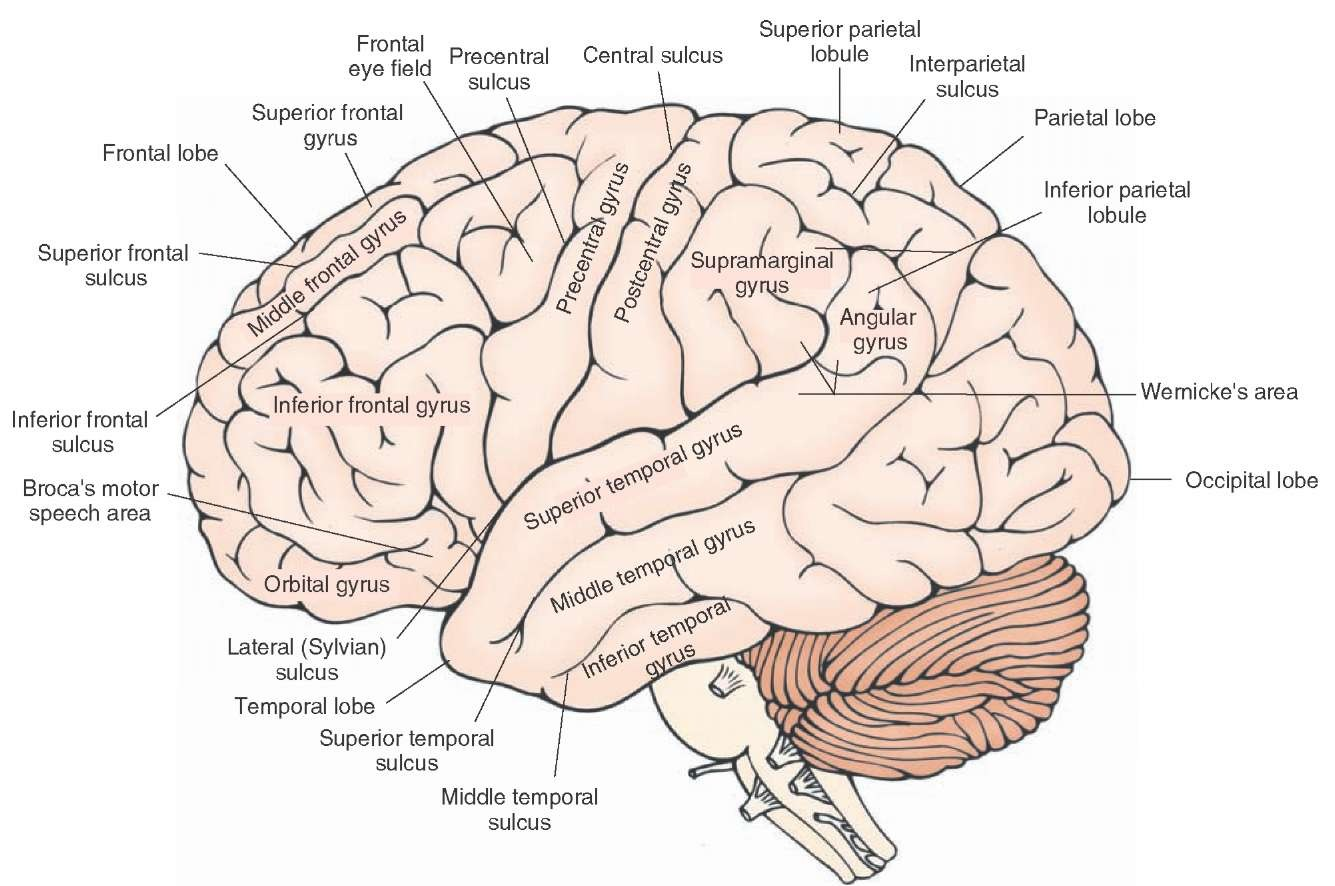 Frontal
eye field
Precentral
sulcus
Central sulcus
Superior parietal
lobule
Interparietal
sulcus
Superior frontal
gyrus
Parietal lobe
Frontal lobe
Inferior parietal
lobule
Superior frontal
sulcus
Middle frontal gyrus
Precentral gyrus
Postcentral gyrus
Supramarginal
gyrus
Angular
gyrus
Wernicke's area
Inferior frontal
sulcus
Inferior frontal gyrus
Superior temporal gyrus
Occipital lobe
Broca's motor
speech area
Middle temporal gyrus
Orbital gyrus
Inferior temporal
gyrus
Lateral (Sylvian)
sulcus
Temporal lobe
Superior temporal
sulcus
Middle temporal
sulcus